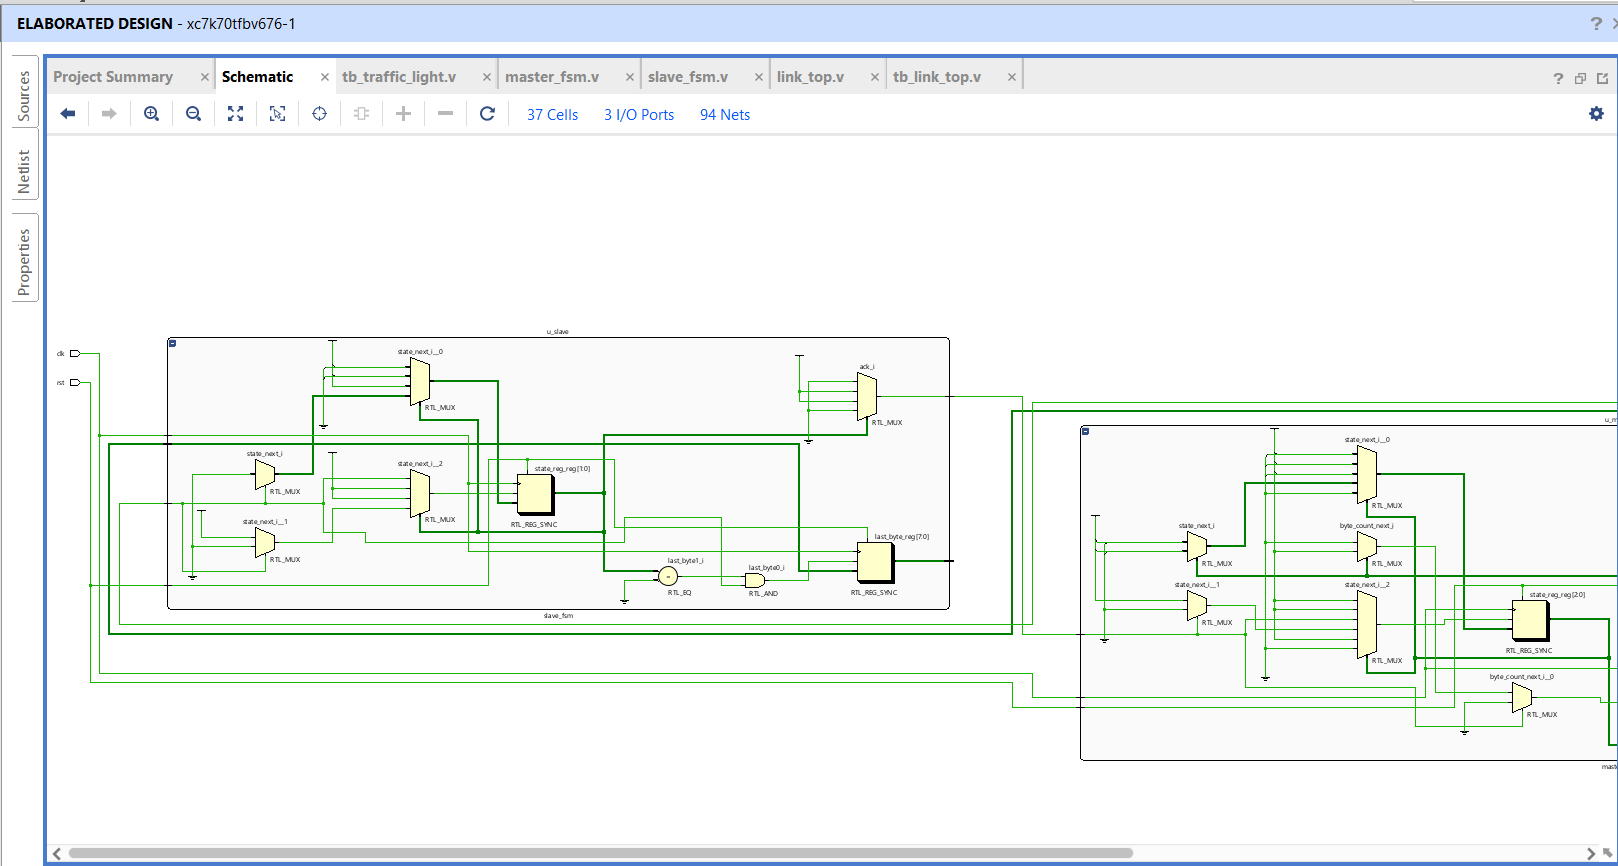 ELABORATED DESIGN - xc7k70tfbv676-1
Sources
Netlist
Properties
Project Summary
Schematic
tb_traffic_light.v
master_fsm.v
slave_fsm.v
link_top.v
tb_link_top.v
37 Cells
3 I/O Ports
94 Nets
clk
rst
u_slave
state_next_i__0
RTL_MUX
ack_i
RTL_MUX
state_next_i
RTL_MUX
state_next_i__2
RTL_MUX
state_reg_reg[1:0]
RTL_REG_SYNC
state_next_i__1
RTL_MUX
last_byte1_i
RTL_EQ
last_byte0_i
RTL_AND
last_byte_reg[7:0]
RTL_REG_SYNC
slave_fsm
state_next_i__0
RTL_MUX
state_next_i
RTL_MUX
byte_count_next_i
RTL_MUX
state_next_i__1
RTL_MUX
state_next_i__2
RTL_MUX
state_reg_reg[2:0]
RTL_REG_SYNC
byte_count_next_i__0
RTL_MUX